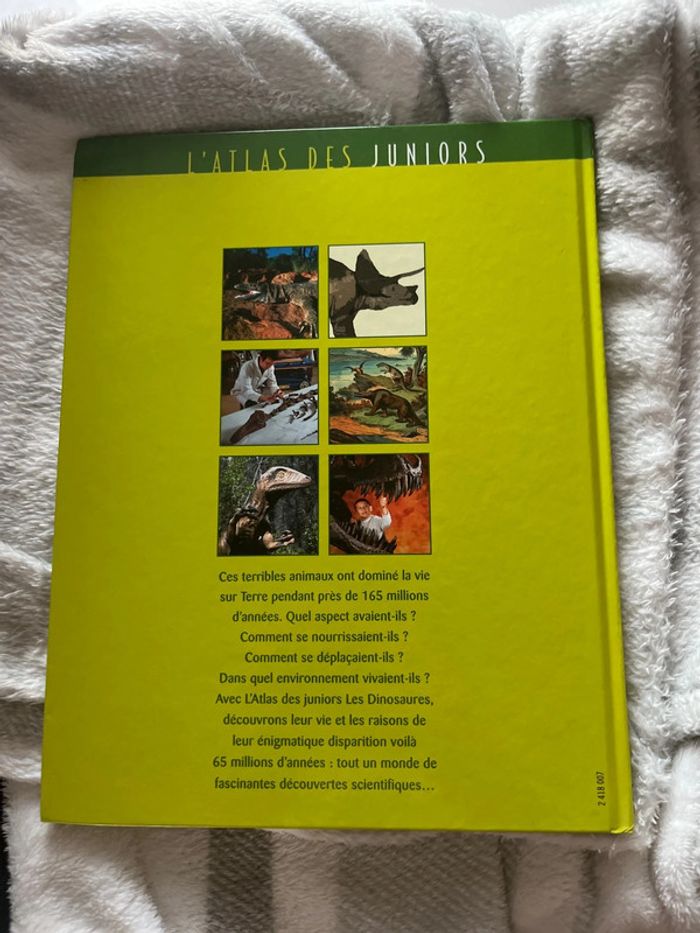 L'ATLAS DES JUNIORS
Ces terribles animaux ont dominé la vie
sur Terre pendant près de 165 millions
d'années. Quel aspect avaient-ils ?
Comment se nourrissaient-ils ?
Comment se déplaçaient-ils ?
Dans quel environnement vivaient-ils ?
Avec L'Atlas des juniors Les Dinosaures,
découvrons leur vie et les raisons de
leur énigmatique disparition voilà
65 millions d'années : tout un monde de
fascinantes découvertes scientifiques...
2 418 007